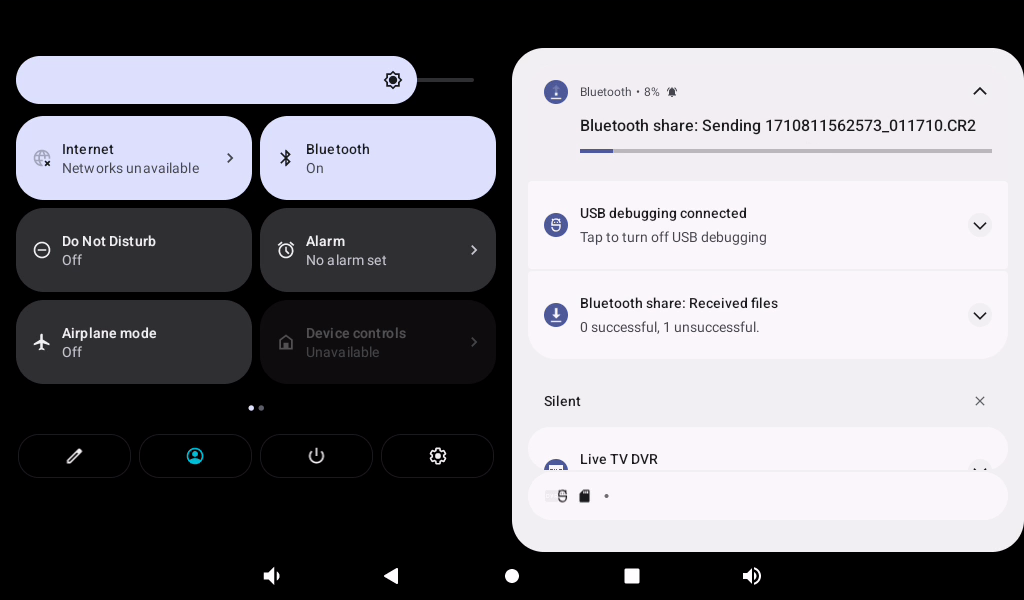 Internet
Networks unavailable
Bluetooth
On
Do Not Disturb
Off
Alarm
No alarm set
Airplane mode
Off
Device controls
Unavailable
Bluetooth • 8%
Bluetooth share: Sending 1710811562573_011710.CR2
USB debugging connected
Tap to turn off USB debugging
Bluetooth share: Received files
0 successful, 1 unsuccessful.
Silent
Live TV DVR